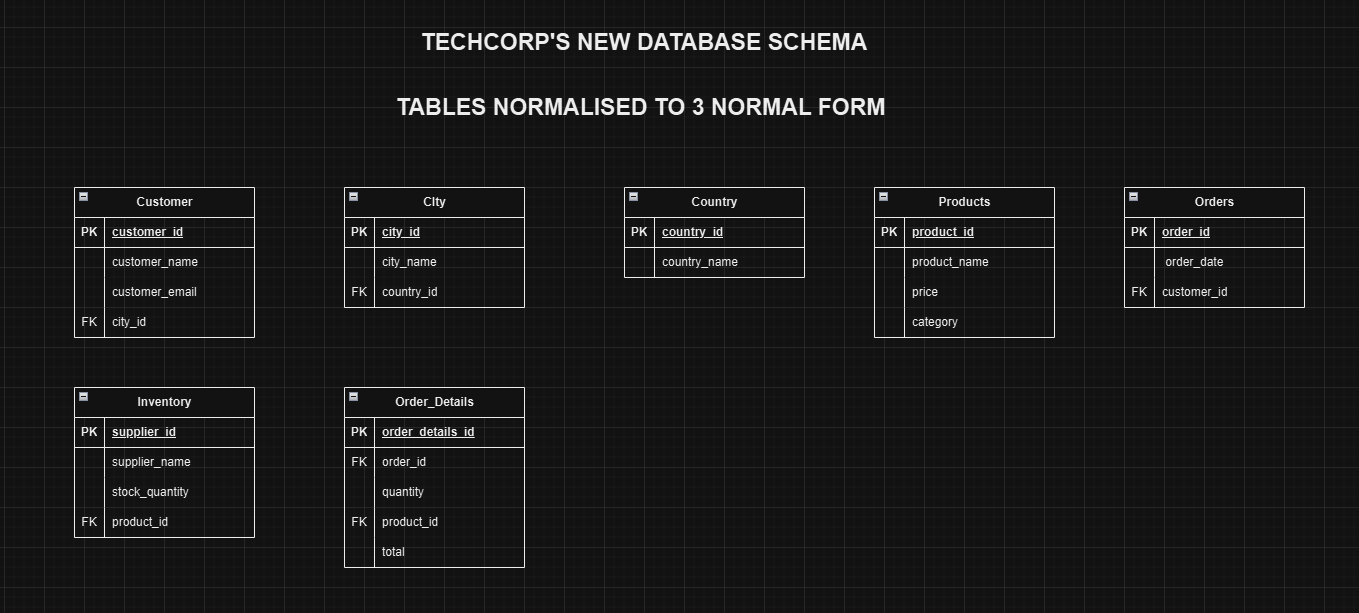 TECHCORP'S NEW DATABASE SCHEMA
TABLES NORMALISED TO 3 NORMAL FORM
Customer
PK customer_id
customer_name
customer_email
FK city_id
CIty
PK city_id
city_name
FK country_id
Country
PK country_id
country_name
Products
PK product_id
product_name
price
category
Orders
PK order_id
order_date
FK customer_id
Inventory
PK supplier_id
supplier_name
stock_quantity
FK product_id
Order_Details
PK order_details_id
FK order_id
quantity
FK product_id
total